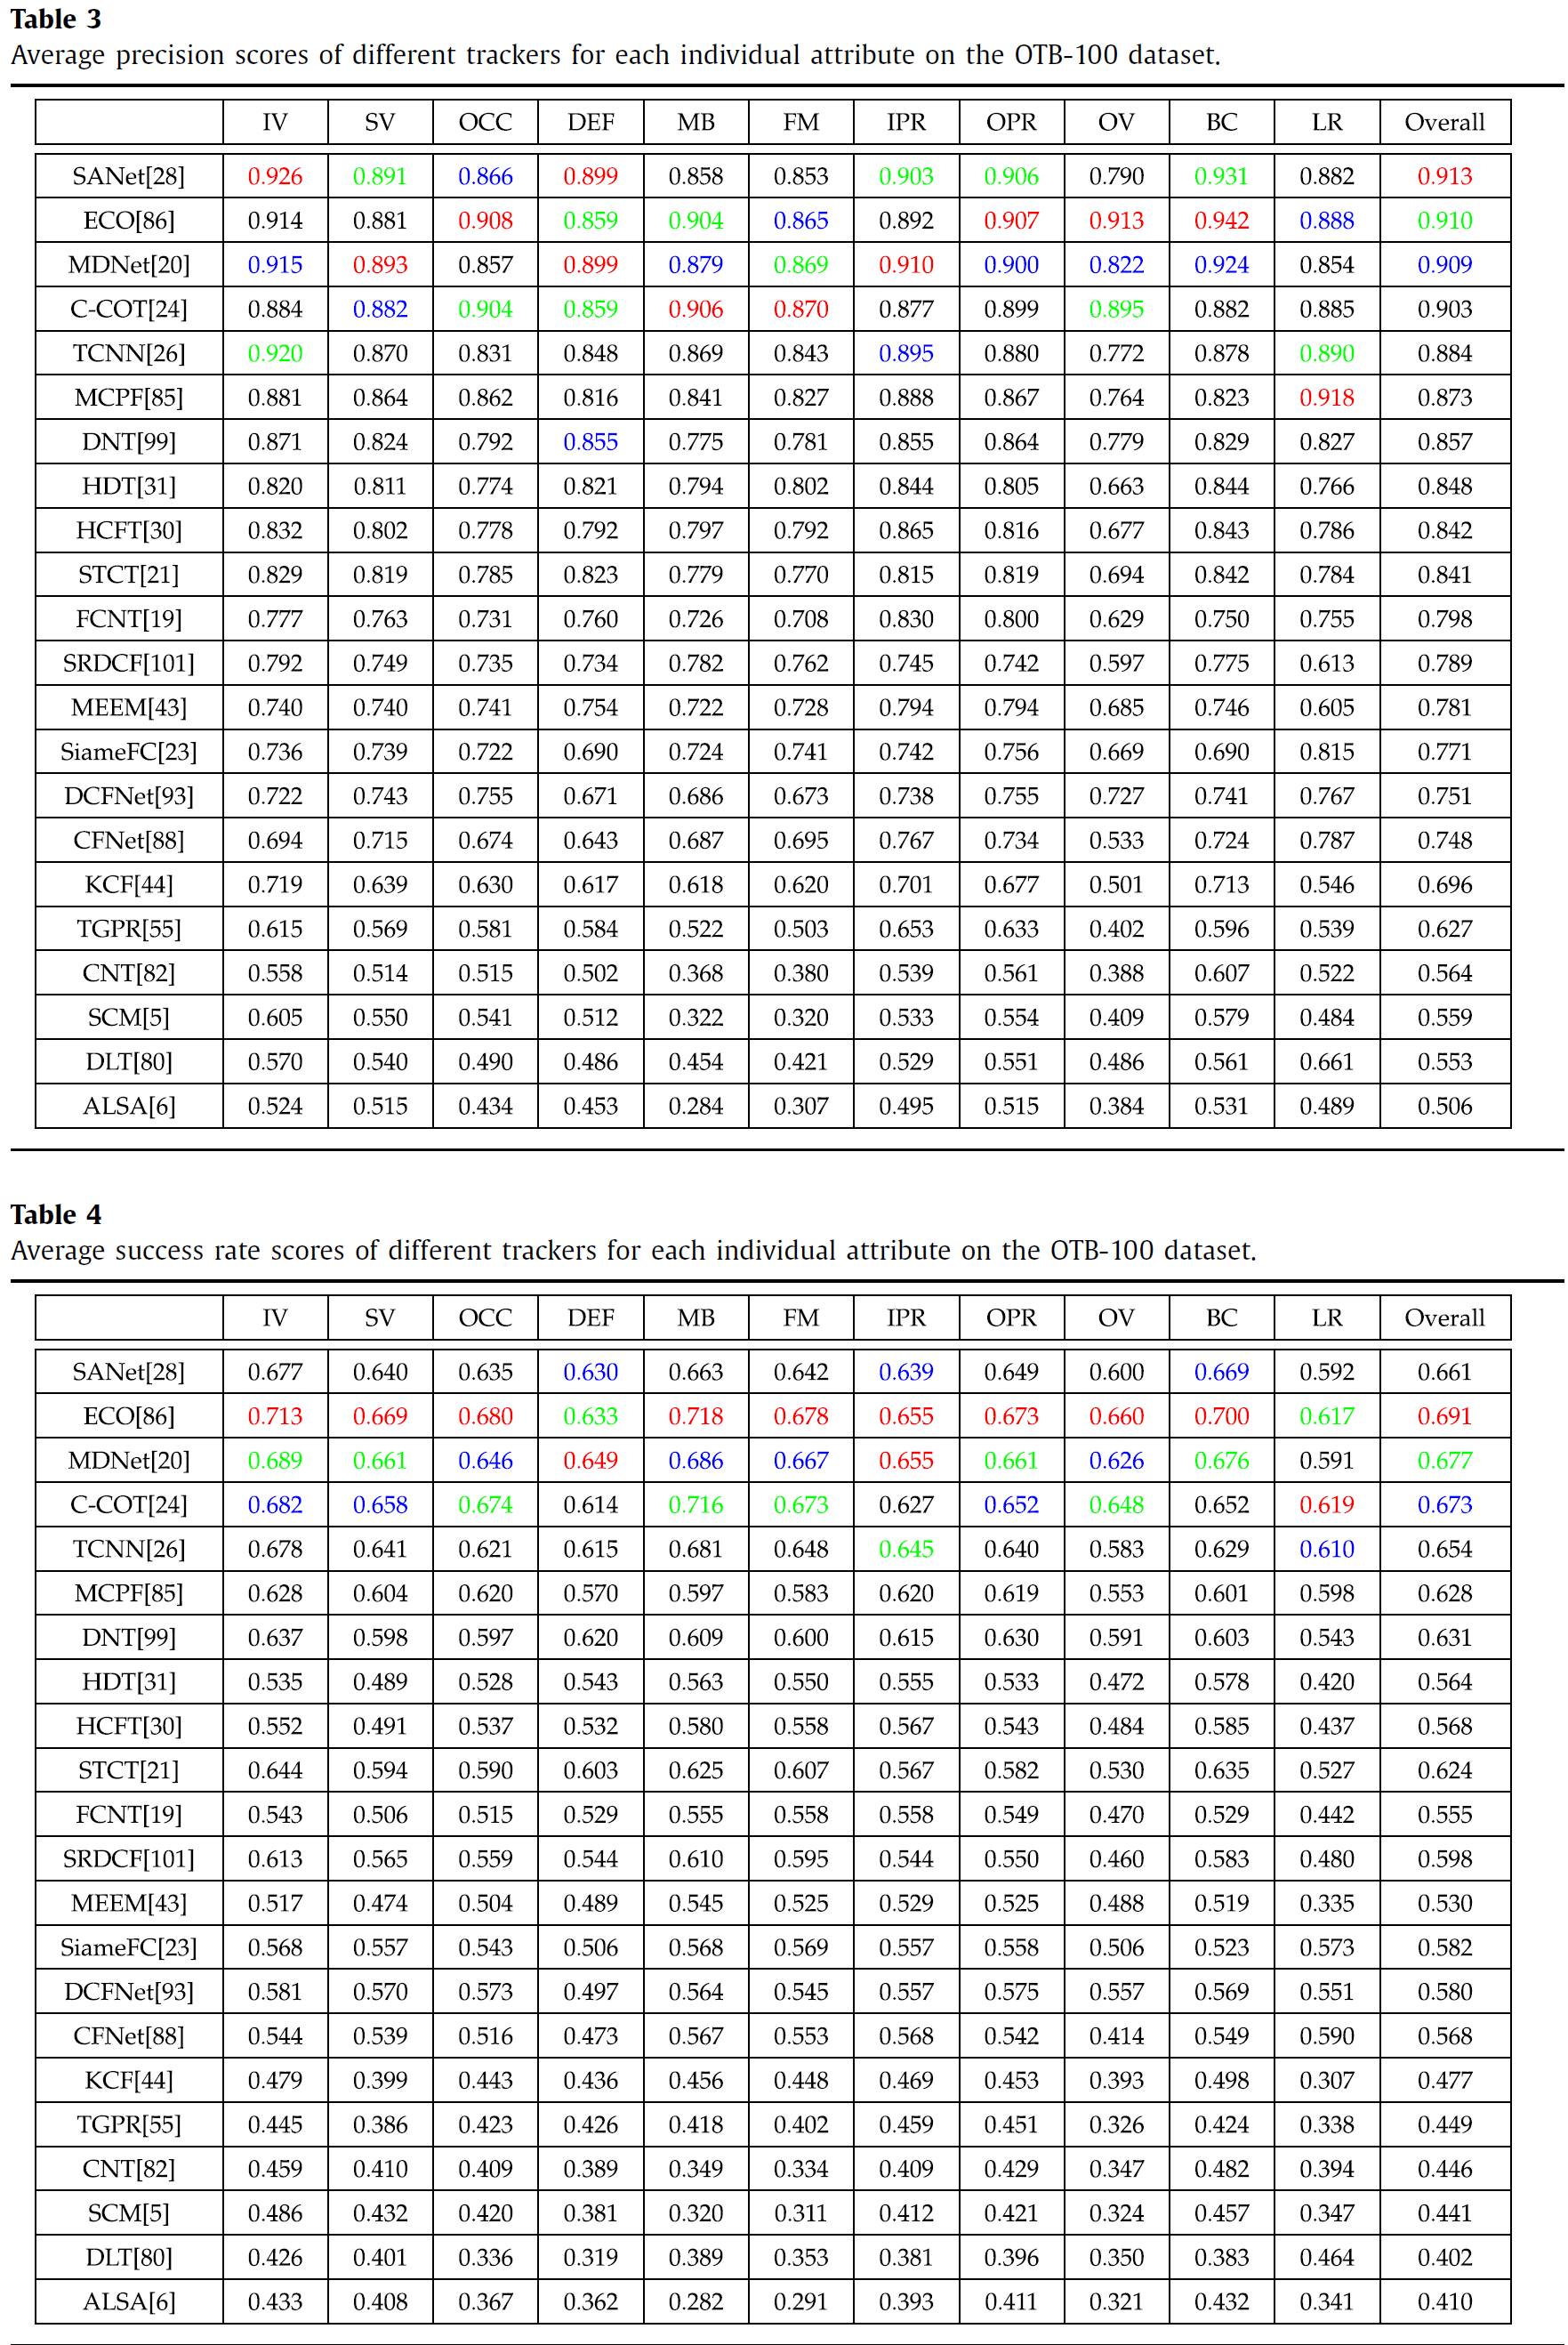 Table 3
Average precision scores of different trackers for each individual attribute on the OTB-100 dataset.
IV SV OCC DEF MB FM IPR OPR OV BC LR Overall
SANet[28] 0.926 0.891 0.866 0.899 0.858 0.853 0.903 0.906 0.790 0.931 0.882 0.913
ECO[86] 0.914 0.881 0.908 0.859 0.904 0.865 0.892 0.907 0.913 0.942 0.888 0.910
MDNet[20] 0.915 0.893 0.857 0.899 0.879 0.869 0.910 0.900 0.822 0.924 0.854 0.909
C-COT[24] 0.884 0.882 0.904 0.859 0.906 0.870 0.877 0.899 0.895 0.882 0.885 0.903
TCNN[26] 0.920 0.870 0.831 0.848 0.869 0.843 0.895 0.880 0.772 0.878 0.890 0.884
MCPF[85] 0.881 0.864 0.862 0.816 0.841 0.827 0.888 0.867 0.764 0.823 0.918 0.873
DNT[99] 0.871 0.824 0.792 0.855 0.775 0.781 0.855 0.864 0.779 0.829 0.827 0.857
HDT[31] 0.820 0.811 0.774 0.821 0.794 0.802 0.844 0.805 0.663 0.844 0.766 0.848
HCFT[30] 0.832 0.802 0.778 0.792 0.797 0.792 0.865 0.816 0.677 0.843 0.786 0.842
STCT[21] 0.829 0.819 0.785 0.823 0.779 0.770 0.815 0.819 0.694 0.842 0.784 0.841
FCNT[19] 0.777 0.763 0.731 0.760 0.726 0.708 0.830 0.800 0.629 0.750 0.755 0.798
SRDCF[101] 0.792 0.749 0.735 0.734 0.782 0.762 0.745 0.742 0.597 0.775 0.613 0.789
MEEM[43] 0.740 0.740 0.741 0.754 0.722 0.728 0.794 0.794 0.685 0.746 0.605 0.781
SiameFC[23] 0.736 0.739 0.722 0.690 0.724 0.741 0.742 0.756 0.669 0.690 0.815 0.771
DCFNet[93] 0.722 0.743 0.755 0.671 0.686 0.673 0.738 0.755 0.727 0.741 0.767 0.751
CFNet[88] 0.694 0.715 0.674 0.643 0.687 0.695 0.767 0.734 0.533 0.724 0.787 0.748
KCF[44] 0.719 0.639 0.630 0.617 0.618 0.620 0.701 0.677 0.501 0.713 0.546 0.696
TGPR[55] 0.615 0.569 0.581 0.584 0.522 0.503 0.653 0.633 0.402 0.596 0.539 0.627
CNT[82] 0.558 0.514 0.515 0.502 0.368 0.380 0.539 0.561 0.388 0.607 0.522 0.564
SCM[5] 0.605 0.550 0.541 0.512 0.322 0.320 0.533 0.554 0.409 0.579 0.484 0.559
DLT[80] 0.570 0.540 0.490 0.486 0.454 0.421 0.529 0.551 0.486 0.561 0.661 0.553
ALSA[6] 0.524 0.515 0.434 0.453 0.284 0.307 0.495 0.515 0.384 0.531 0.489 0.506
Table 4
Average success rate scores of different trackers for each individual attribute on the OTB-100 dataset.
IV SV OCC DEF MB FM IPR OPR OV BC LR Overall
SANet[28] 0.677 0.640 0.635 0.630 0.663 0.642 0.639 0.649 0.600 0.669 0.592 0.661
ECO[86] 0.713 0.669 0.680 0.633 0.718 0.678 0.655 0.673 0.660 0.700 0.617 0.691
MDNet[20] 0.689 0.661 0.646 0.649 0.686 0.667 0.655 0.661 0.626 0.676 0.591 0.677
C-COT[24] 0.682 0.658 0.674 0.614 0.716 0.673 0.627 0.652 0.648 0.652 0.619 0.673
TCNN[26] 0.678 0.641 0.621 0.615 0.681 0.648 0.645 0.640 0.583 0.629 0.610 0.654
MCPF[85] 0.628 0.604 0.620 0.570 0.597 0.583 0.620 0.619 0.553 0.601 0.598 0.628
DNT[99] 0.637 0.598 0.597 0.620 0.609 0.600 0.615 0.630 0.591 0.603 0.543 0.631
HDT[31] 0.535 0.489 0.528 0.543 0.563 0.550 0.555 0.533 0.472 0.578 0.420 0.564
HCFT[30] 0.552 0.491 0.537 0.532 0.580 0.558 0.567 0.543 0.484 0.585 0.437 0.568
STCT[21] 0.644 0.594 0.590 0.603 0.625 0.607 0.567 0.582 0.530 0.635 0.527 0.624
FCNT[19] 0.543 0.506 0.515 0.529 0.555 0.558 0.558 0.549 0.470 0.529 0.442 0.555
SRDCF[101] 0.613 0.565 0.559 0.544 0.610 0.595 0.544 0.550 0.460 0.583 0.480 0.598
MEEM[43] 0.517 0.474 0.504 0.489 0.545 0.525 0.529 0.525 0.488 0.519 0.335 0.530
SiameFC[23] 0.568 0.557 0.543 0.506 0.568 0.569 0.557 0.558 0.506 0.523 0.573 0.582
DCFNet[93] 0.581 0.570 0.573 0.497 0.564 0.545 0.557 0.575 0.557 0.569 0.551 0.580
CFNet[88] 0.544 0.539 0.516 0.473 0.567 0.553 0.568 0.542 0.414 0.549 0.590 0.568
KCF[44] 0.479 0.399 0.443 0.436 0.456 0.448 0.469 0.453 0.393 0.498 0.307 0.477
TGPR[55] 0.445 0.386 0.423 0.426 0.418 0.402 0.459 0.451 0.326 0.424 0.338 0.449
CNT[82] 0.459 0.410 0.409 0.389 0.349 0.334 0.409 0.429 0.347 0.482 0.394 0.446
SCM[5] 0.486 0.432 0.420 0.381 0.320 0.311 0.412 0.421 0.324 0.457 0.347 0.441
DLT[80] 0.426 0.401 0.336 0.319 0.389 0.353 0.381 0.396 0.350 0.383 0.464 0.402
ALSA[6] 0.433 0.408 0.367 0.362 0.282 0.291 0.393 0.411 0.321 0.432 0.341 0.410